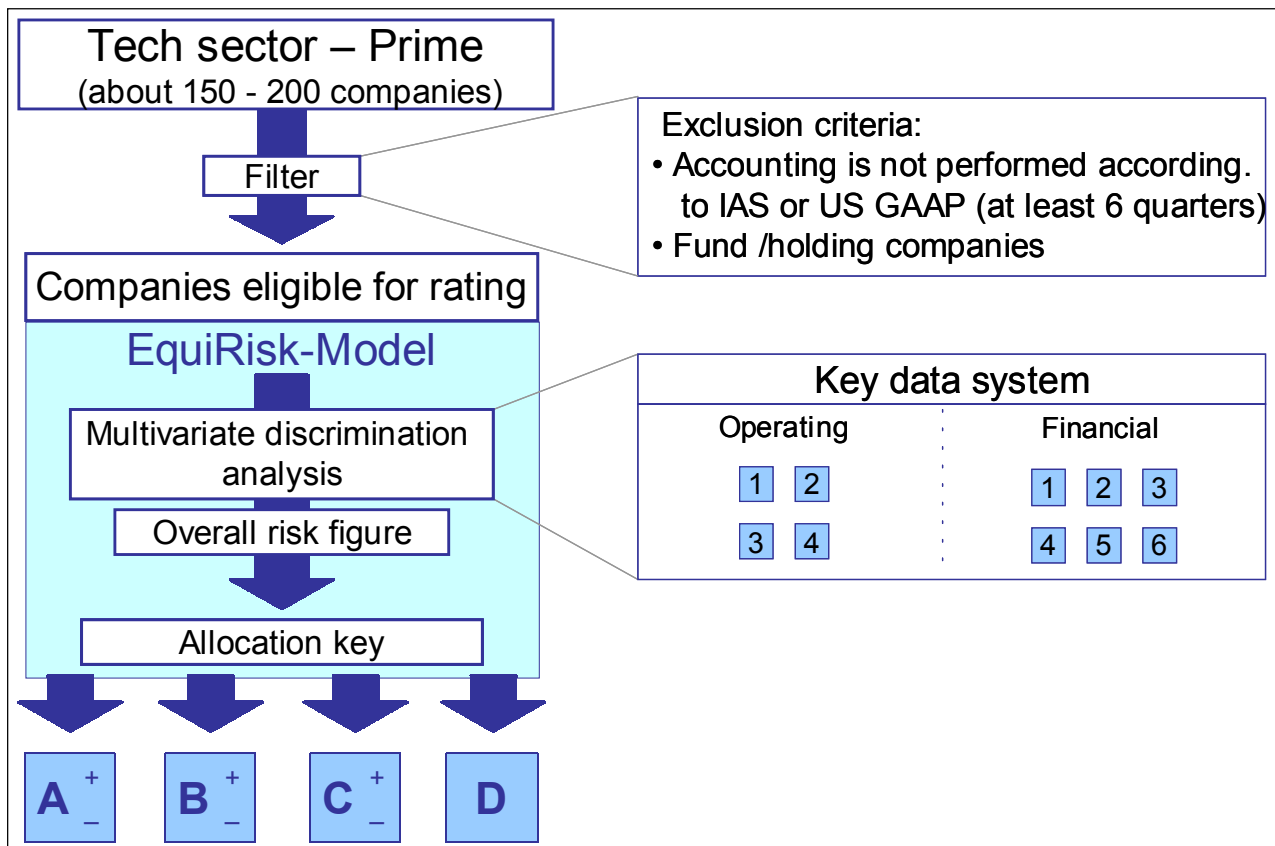 Tech sector – Prime
(about 150 - 200 companies)
Filter
Exclusion criteria:
• Accounting is not performed according.
to IAS or US GAAP (at least 6 quarters)
• Fund /holding companies
Companies eligible for rating
EquiRisk-Model
Multivariate discrimination
analysis
Overall risk figure
Allocation key
Key data system
Operating
Financial
1 2
3 4
1 2 3
4 5 6
A + –
B + –
C + –
D